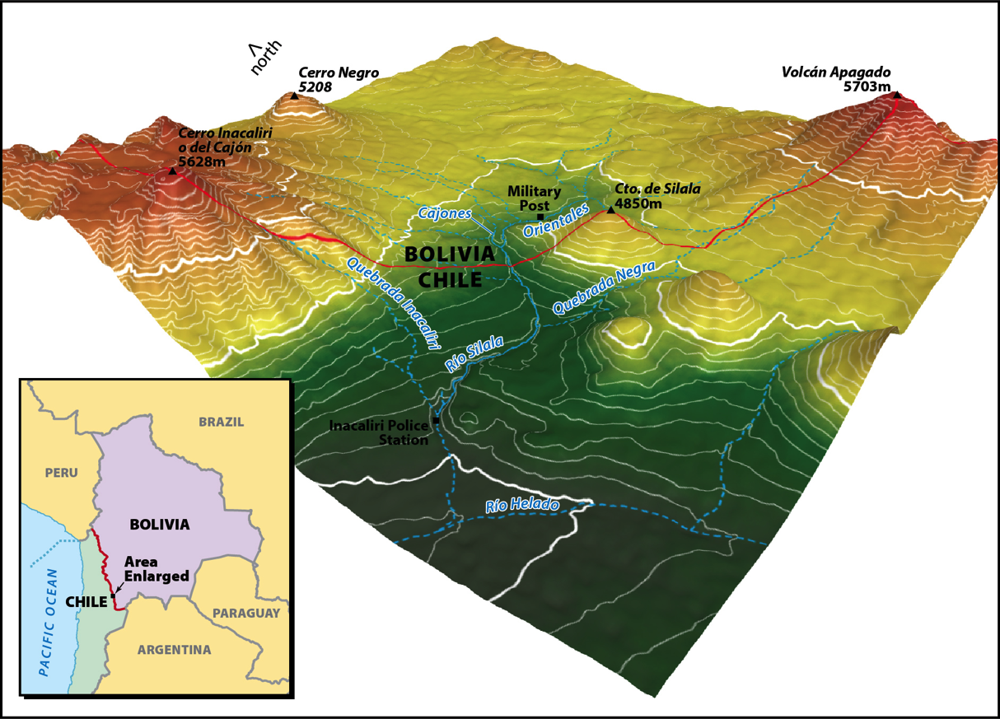 north
Cerro Negro
5208
Volcán Apagado
5703m
Cerro Inacaliri
o del Cajón
5628m
Military
Post
Cto. de Silala
4850m
Cajones
Orientales
BOLIVIA
CHILE
Quebrada Inacaliri
Quebrada Negra
Río Silala
Inacaliri Police
Station
Río Helado
BRAZIL
PERU
BOLIVIA
Area
Enlarged
CHILE
PACIFIC OCEAN
PARAGUAY
ARGENTINA